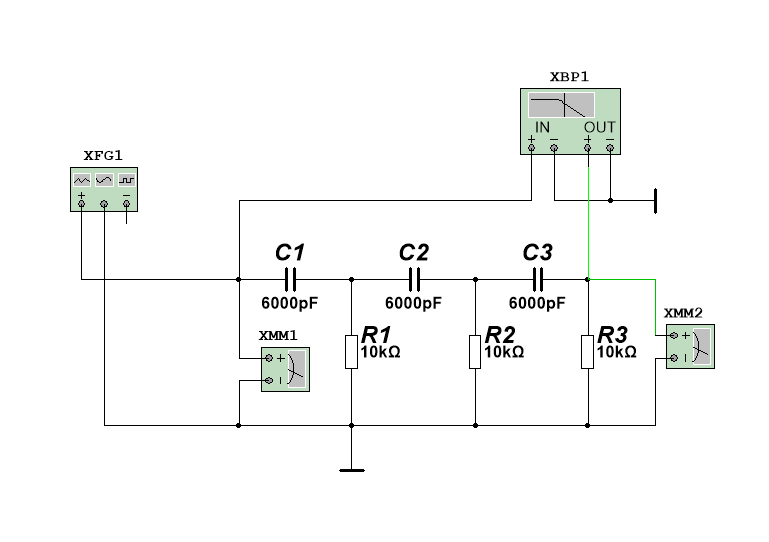 XBP1
IN OUT
+ − + −
XFG1
+ −
C1 C2 C3
6000pF 6000pF 6000pF
XMM1
+
−
R1
10kΩ
R2
10kΩ
R3
10kΩ
XMM2
+
−